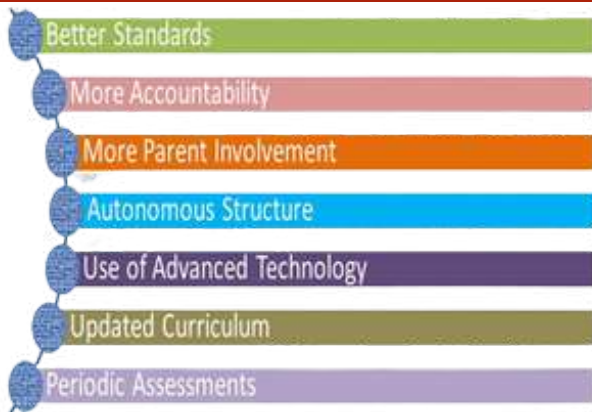 Better Standards
More Accountability
More Parent Involvement
Autonomous Structure
Use of Advanced Technology
Updated Curriculum
Periodic Assessments